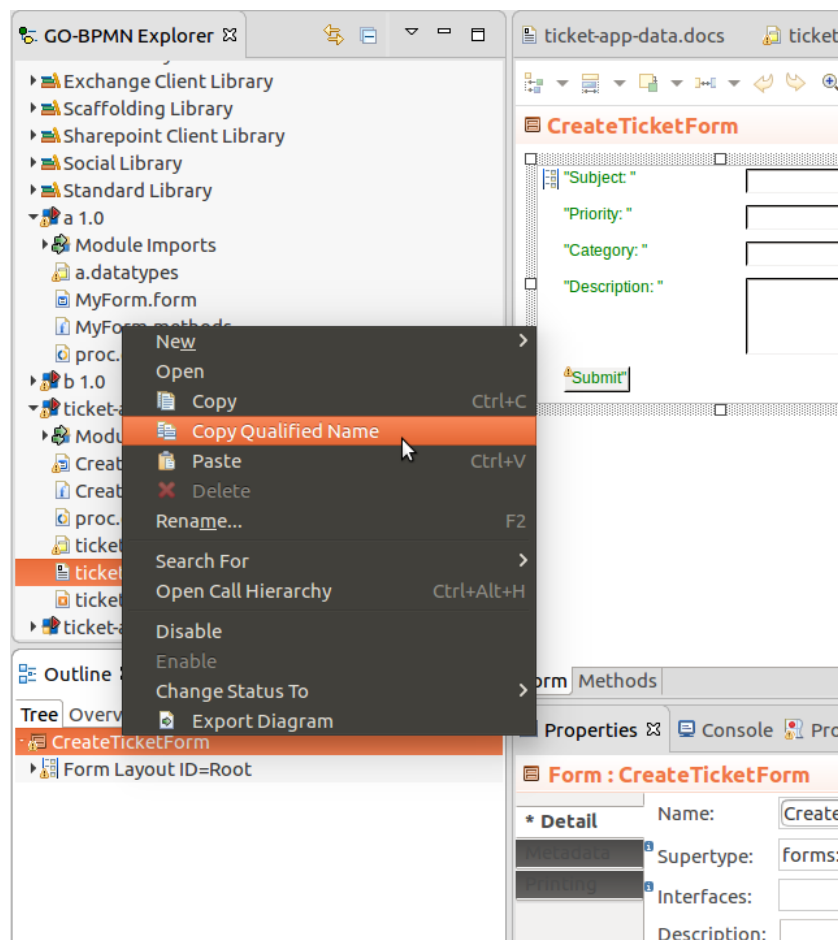 GO-BPMN Explorer
Exchange Client Library
Scaffolding Library
Sharepoint Client Library
Social Library
Standard Library
a 1.0
Module Imports
a.datatypes
MyForm.form
MyForm.methods
proc.
b 1.0
ticket-a
Modu
Creat
Creat
proc.
ticket
ticket
ticket
ticket-a
New
Open
Copy Ctrl+C
Copy Qualified Name
Paste Ctrl+V
Delete
Rename... F2
Search For
Open Call Hierarchy Ctrl+Alt+H
Disable
Enable
Change Status To
Export Diagram
Outline
Tree Overv
CreateTicketForm
Form Layout ID=Root
ticket-app-data.docs ticket
CreateTicketForm
"Subject: "
"Priority: "
"Category: "
"Description: "
Submit"
orm Methods
Properties Console Pro
Form : CreateTicketForm
* Detail
Metadata
Printing
Name: Create
Supertype: forms:
Interfaces:
Description: